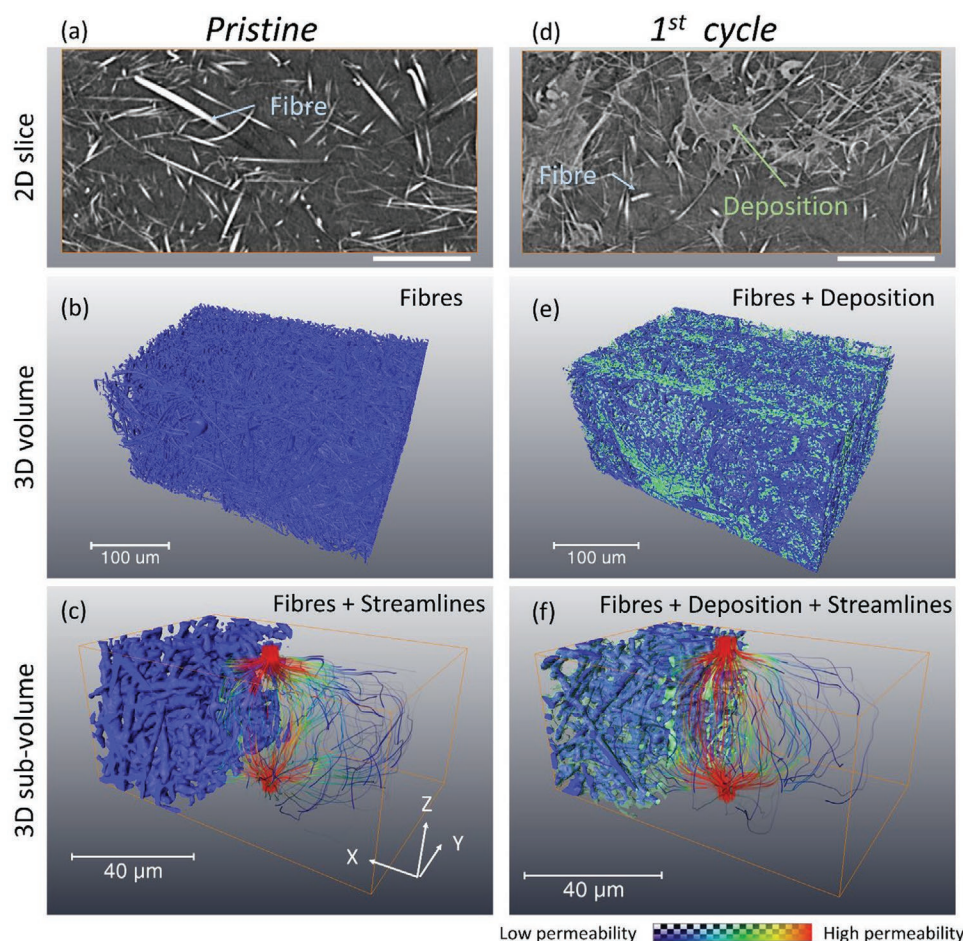 Pristine
1st cycle
2D slice
(a)
Fibre
(d)
Fibre
Deposition
3D volume
(b)
Fibres
100 um
(e)
Fibres + Deposition
100 um
3D sub-volume
(c)
Fibres + Streamlines
Z
Y
X
40 µm
(f)
Fibres + Deposition + Streamlines
40 µm
Low permeability
High permeability